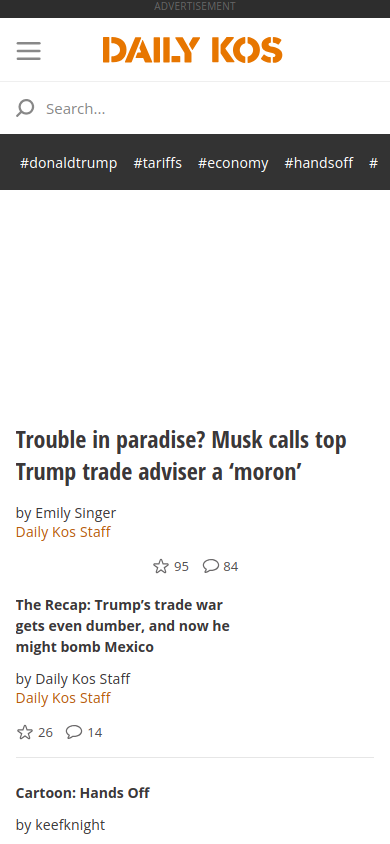 ADVERTISEMENT
DAILY KOS
Search...
#donaldtrump #tariffs #economy #handsoff #
Trouble in paradise? Musk calls top
Trump trade adviser a ‘moron’
by Emily Singer
Daily Kos Staff
95 84
The Recap: Trump’s trade war
gets even dumber, and now he
might bomb Mexico
by Daily Kos Staff
Daily Kos Staff
26 14
Cartoon: Hands Off
by keefknight